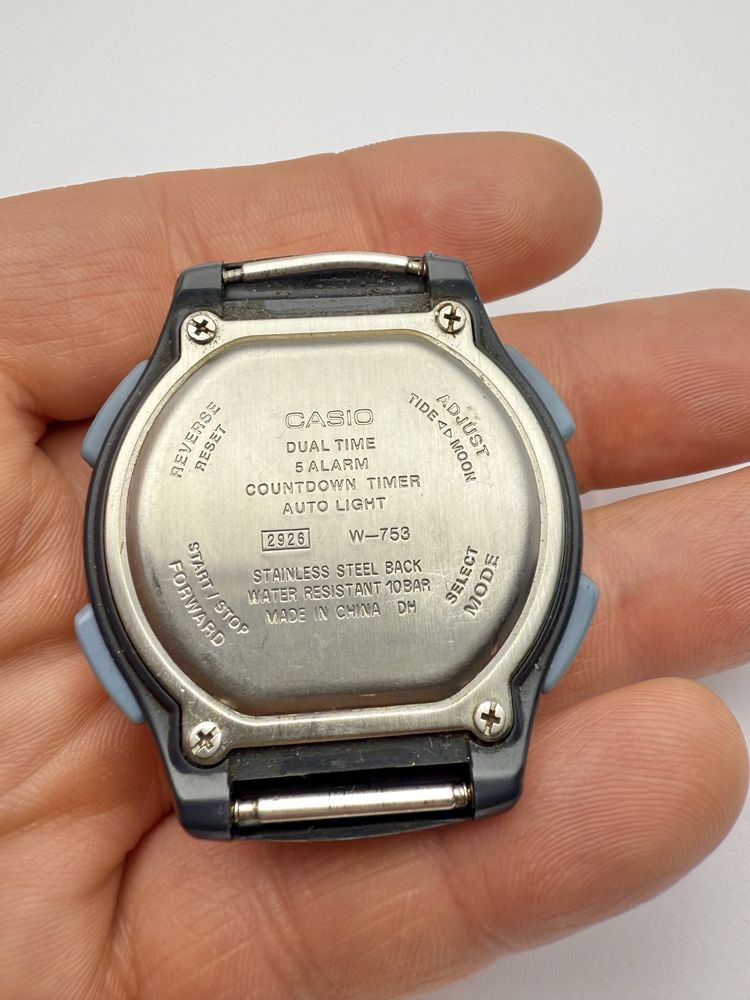 CASIO
DUAL TIME
5 ALARM
COUNTDOWN TIMER
AUTO LIGHT
2926 W-753
STAINLESS STEEL BACK
WATER RESISTANT 10BAR
MADE IN CHINA DH
REVERSE
RESET
ADJUST
TIDE ◁▷ MOON
START / STOP
FORWARD
SELECT
MODE